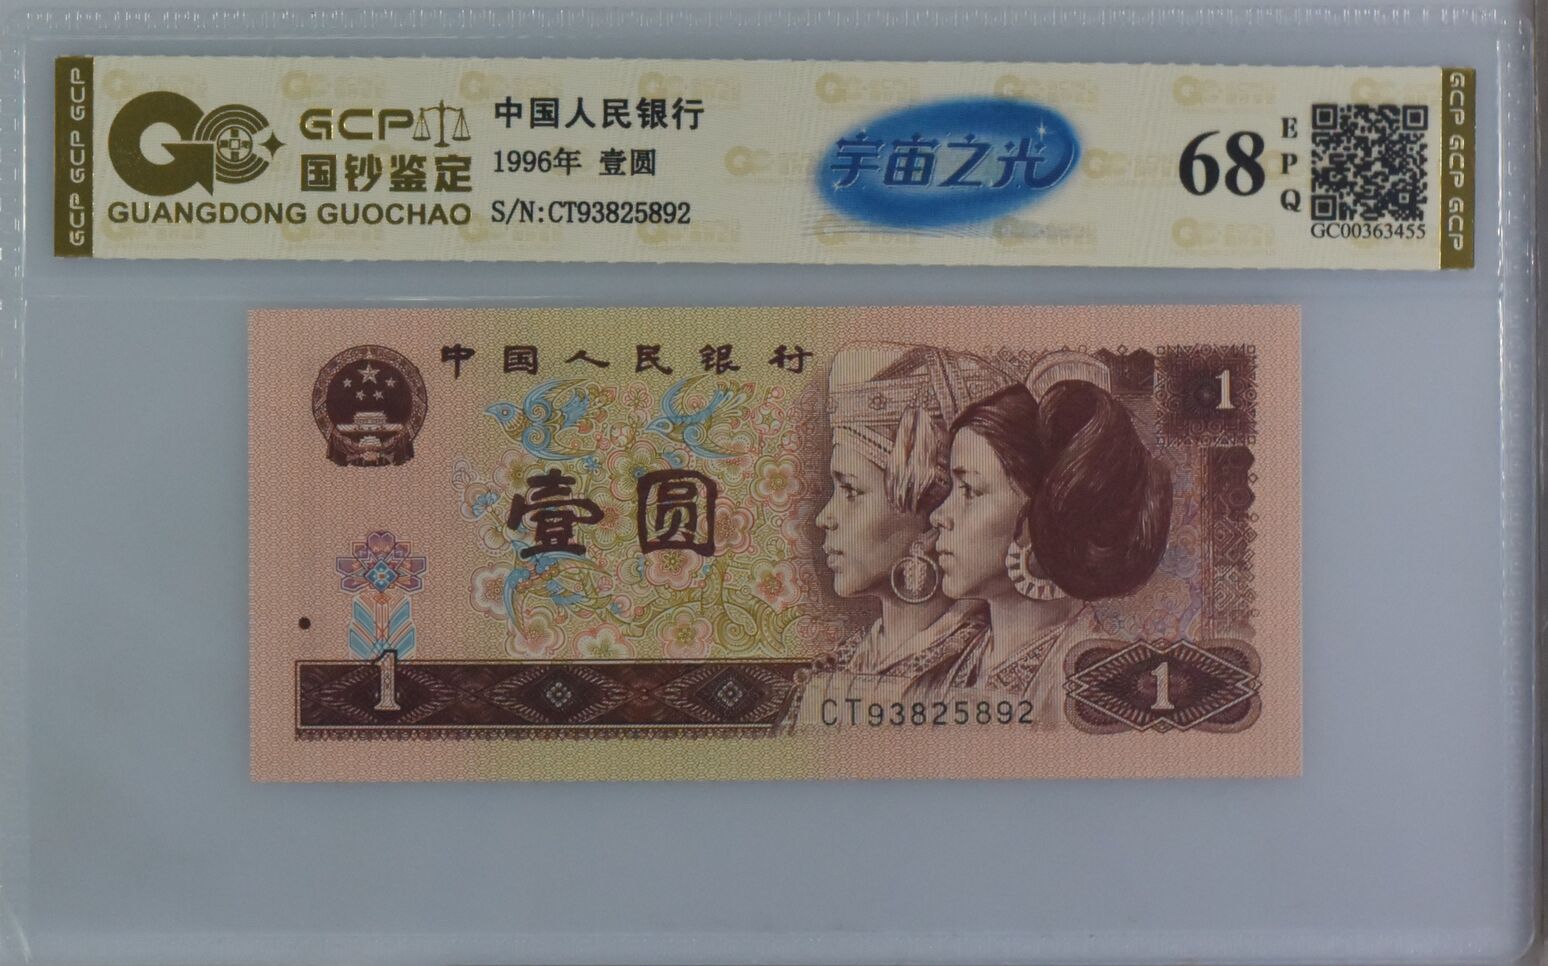 GCP GCP GCP
GCP
国钞鉴定
GUANGDONG GUOCHAO
中国人民银行
1996年 壹圆
S/N:CT93825892
宇宙之光
68
EPQ
GC00363455
GCP GCP GCP
中国人民银行
1
壹圆
1
CT93825892
1